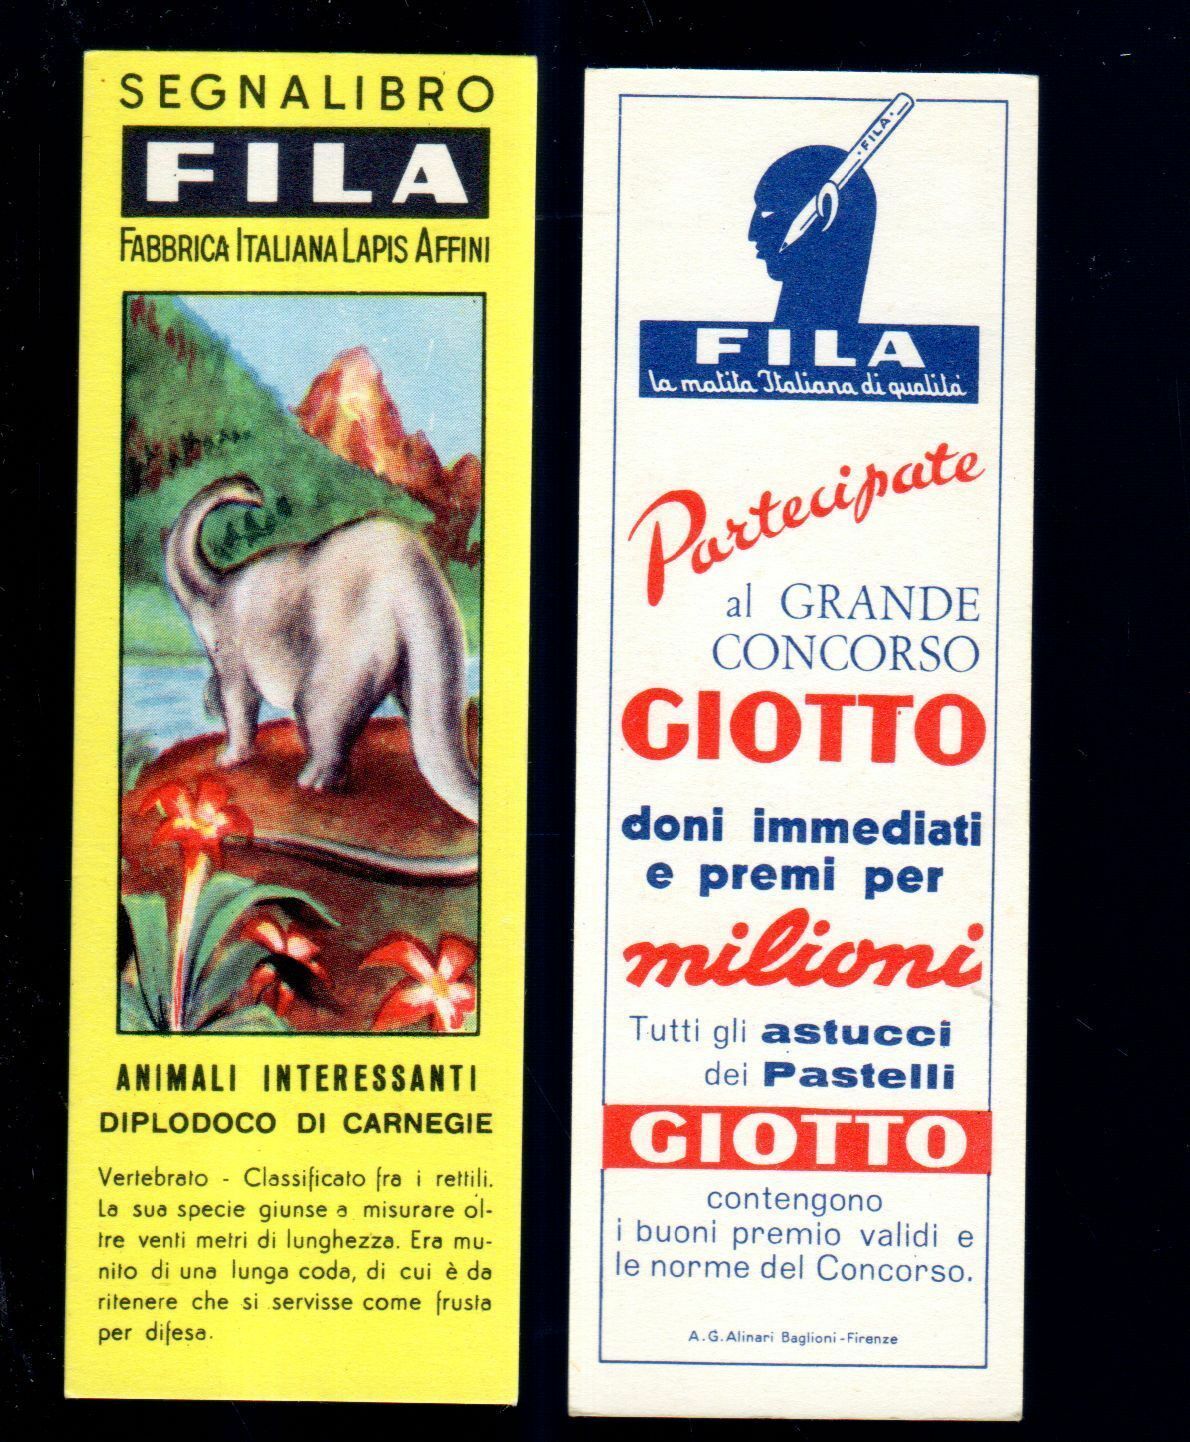 SEGNALIBRO
FILA
FABBRICA ITALIANA LAPIS AFFINI
ANIMALI INTERESSANTI
DIPLODOCO DI CARNEGIE
Vertebrato - Classificato fra i rettili.
La sua specie giunse a misurare ol-
tre venti metri di lunghezza. Era mu-
nito di una lunga coda, di cui è da
ritenere che si servisse come frusta
per difesa.
·FILA·
FILA
la matita Italiana di qualità
Partecipate
al GRANDE
CONCORSO
GIOTTO
doni immediati
e premi per
milioni
Tutti gli astucci
dei Pastelli
GIOTTO
contengono
i buoni premio validi e
le norme del Concorso.
A.G.Alinari Baglioni-Firenze